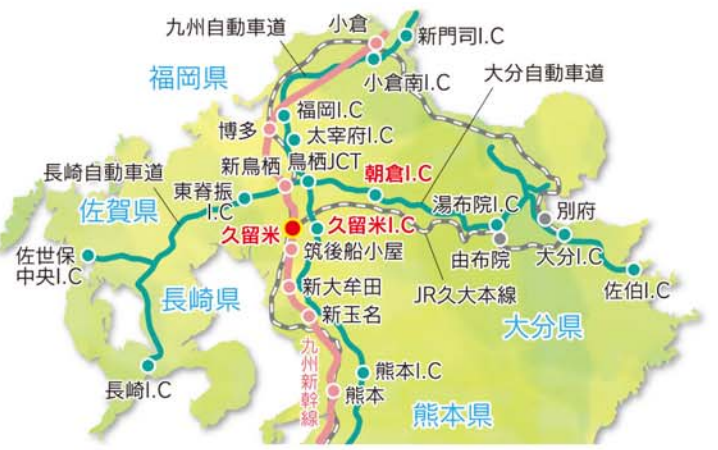 小倉
九州自動車道
新門司I.C
小倉南I.C
福岡県
大分自動車道
福岡I.C
博多
太宰府I.C
新鳥栖
鳥栖JCT
朝倉I.C
長崎自動車道
東脊振
I.C
佐賀県
湯布院I.C
別府
久留米
久留米I.C
佐世保
中央I.C
筑後船小屋
由布院
大分I.C
長崎県
新大牟田
JR久大本線
佐伯I.C
新玉名
大分県
九州新幹線
長崎I.C
熊本I.C
熊本
熊本県